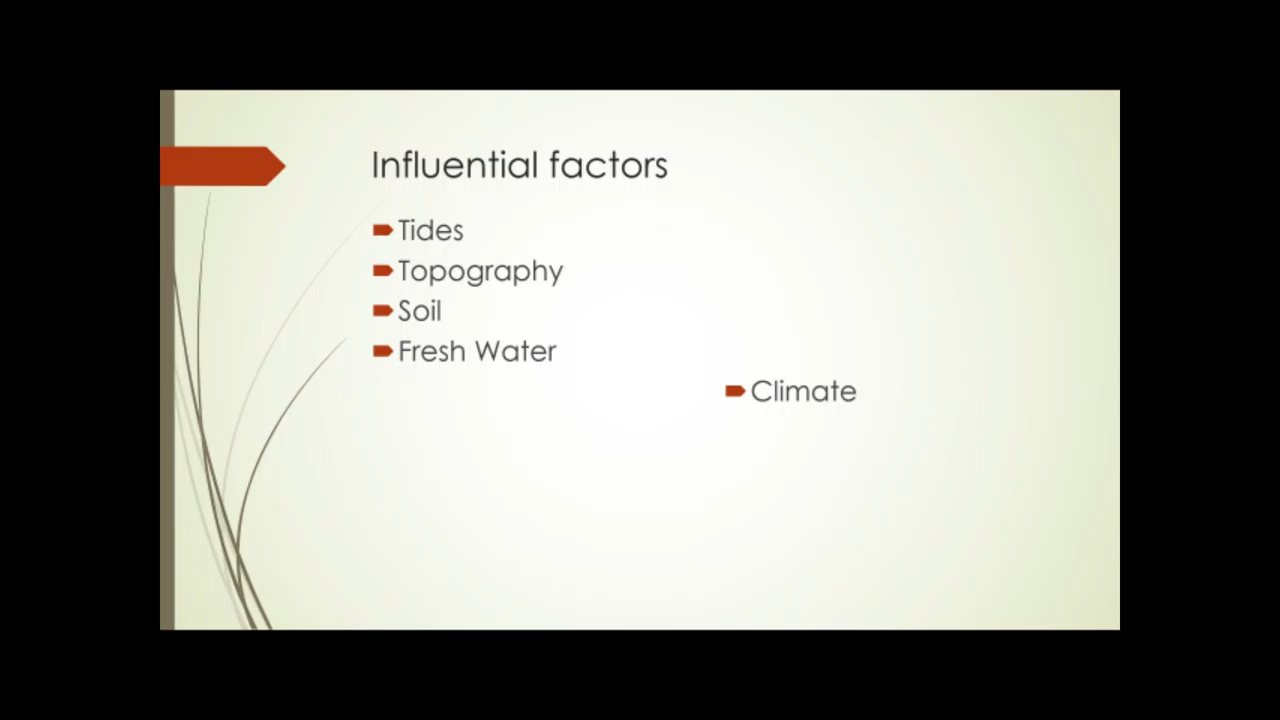 Influential factors
Tides
Topography
Soil
Fresh Water
Climate